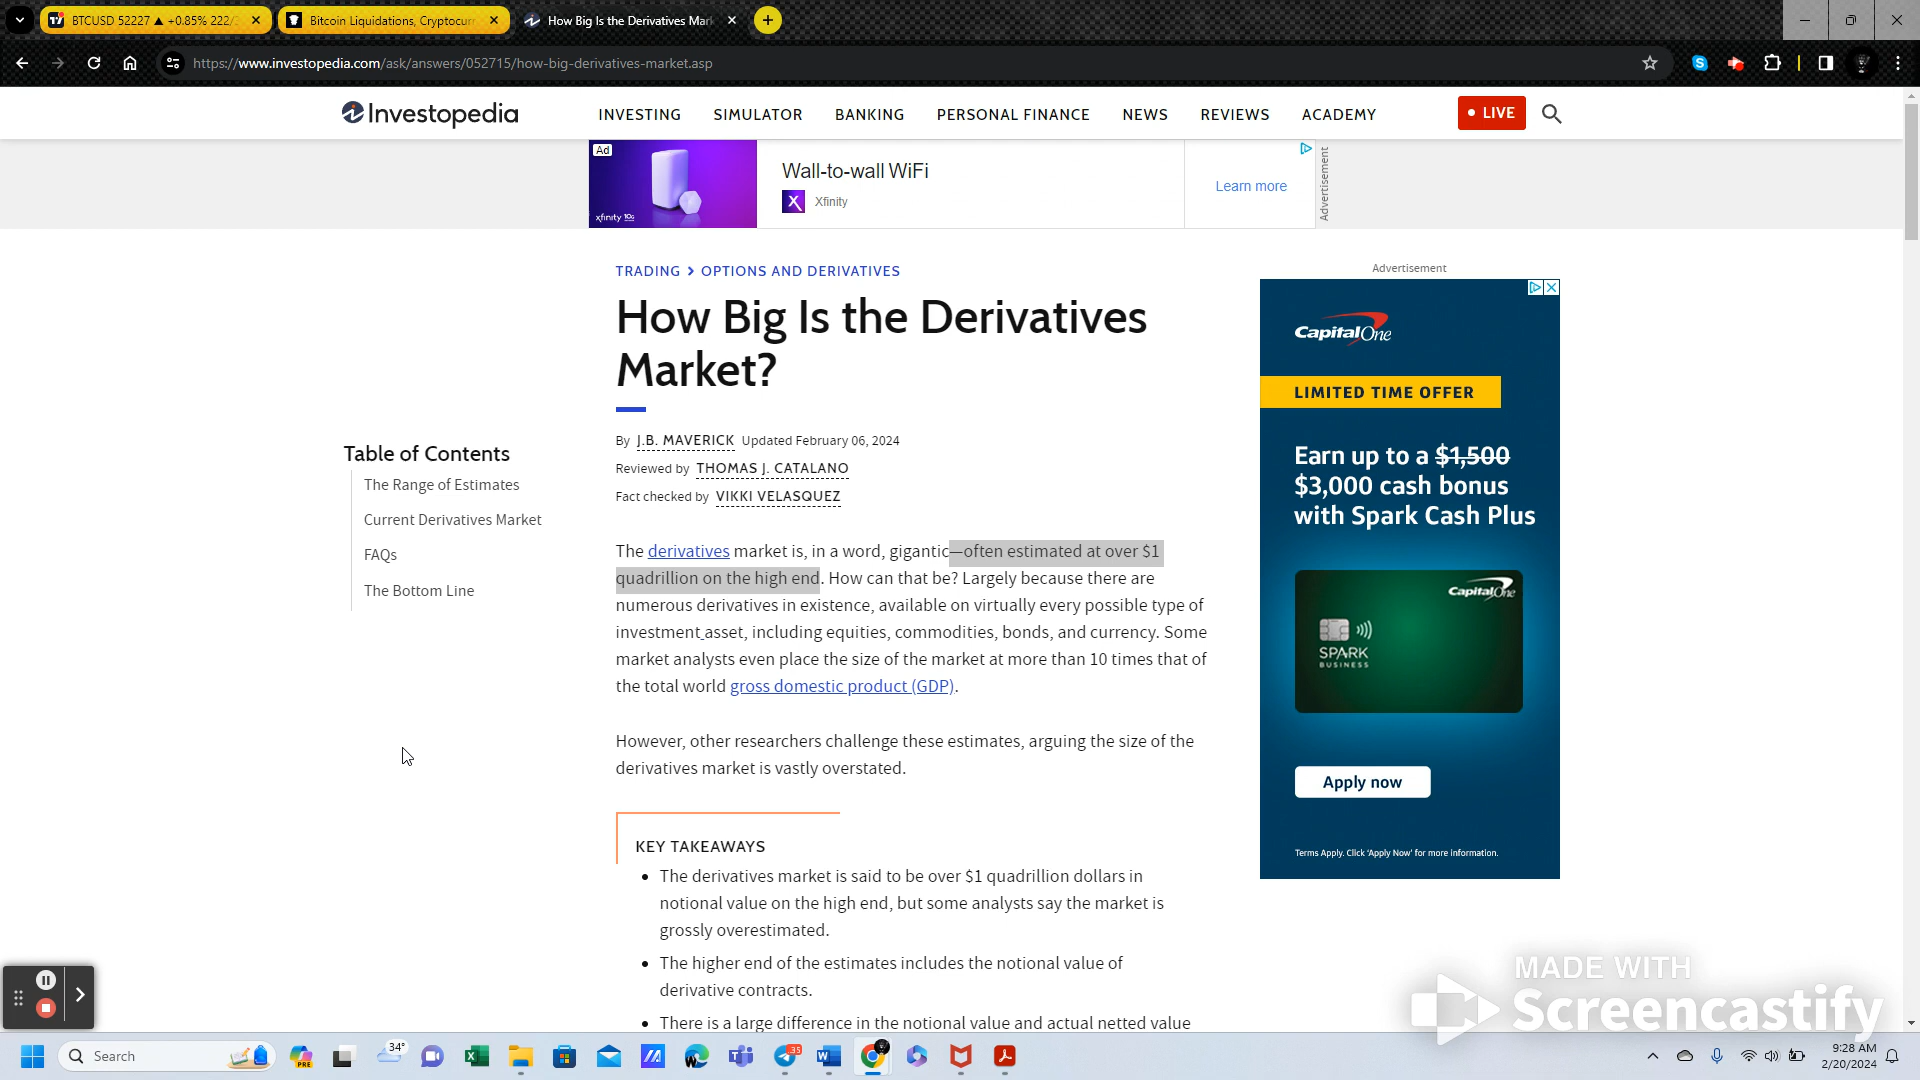 BTCUSD 52227 ▲ +0.85% 222/
Bitcoin Liquidations, Cryptocur
How Big Is the Derivatives Mark
https://www.investopedia.com/ask/answers/052715/how-big-derivatives-market.asp
Investopedia
INVESTING
SIMULATOR
BANKING
PERSONAL FINANCE
NEWS
REVIEWS
ACADEMY
LIVE
Ad
xfinity 10G
Wall-to-wall WiFi
X Xfinity
Learn more
Advertisement
TRADING > OPTIONS AND DERIVATIVES
How Big Is the Derivatives
Market?
By J.B. MAVERICK Updated February 06, 2024
Reviewed by THOMAS J. CATALANO
Fact checked by VIKKI VELASQUEZ
Table of Contents
The Range of Estimates
Current Derivatives Market
FAQs
The Bottom Line
The derivatives market is, in a word, gigantic—often estimated at over $1
quadrillion on the high end. How can that be? Largely because there are
numerous derivatives in existence, available on virtually every possible type of
investment asset, including equities, commodities, bonds, and currency. Some
market analysts even place the size of the market at more than 10 times that of
the total world gross domestic product (GDP).
However, other researchers challenge these estimates, arguing the size of the
derivatives market is vastly overstated.
KEY TAKEAWAYS
• The derivatives market is said to be over $1 quadrillion dollars in
notional value on the high end, but some analysts say the market is
grossly overestimated.
• The higher end of the estimates includes the notional value of
derivative contracts.
• There is a large difference in the notional value and actual netted value
Advertisement
Capital One
LIMITED TIME OFFER
Earn up to a $1,500
$3,000 cash bonus
with Spark Cash Plus
Capital One
SPARK
BUSINESS
Apply now
Terms Apply. Click 'Apply Now' for more information.
MADE WITH
Screencastify
Search
PRE
34°
35
9:28 AM
2/20/2024